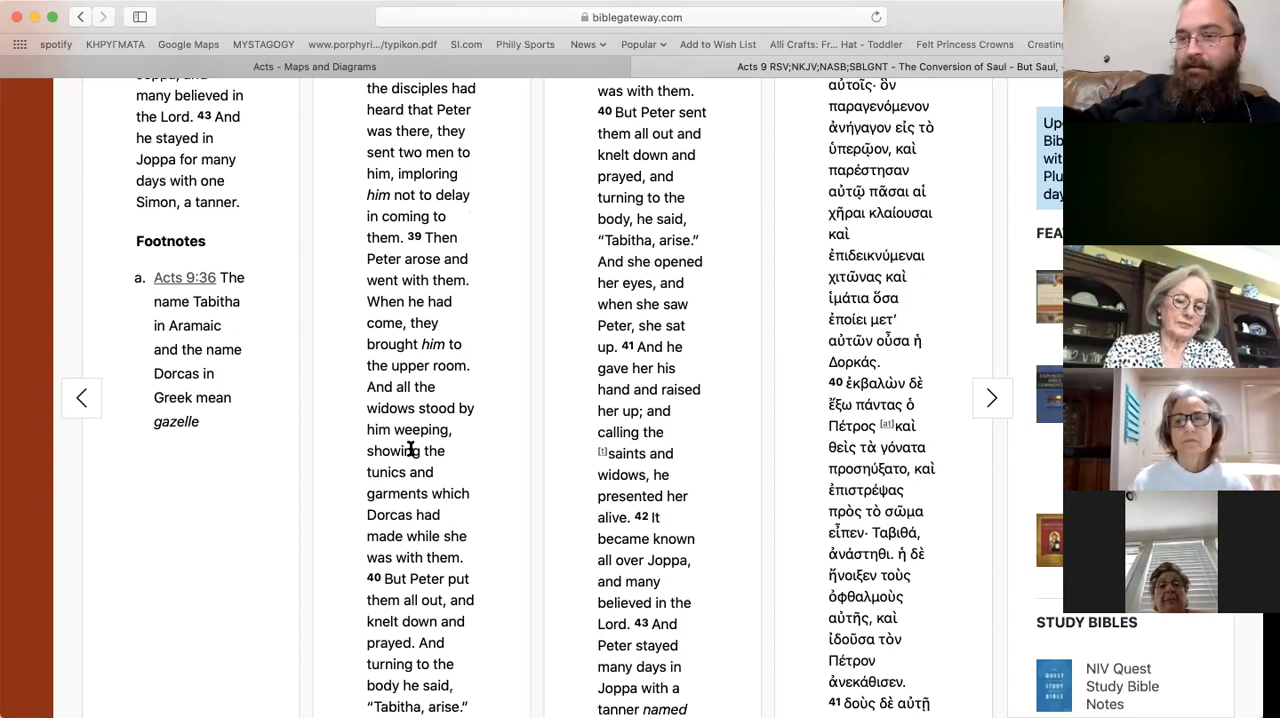 biblegateway.com
spotify
ΚΗΡΥΓΜΑΤΑ
Google Maps
MYSTAGOGY
www.porphyri.../typikon.pdf
SI.com
Philly Sports
News
Popular
Add to Wish List
Alli Crafts: Fr... Hat - Toddler
Felt Princess Crowns
Creating
Acts - Maps and Diagrams
Acts 9 RSV;NKJV;NASB;SBLGNT - The Conversion of Saul - But Saul,
many believed in
the Lord. 43 And
he stayed in
Joppa for many
days with one
Simon, a tanner.
Footnotes
a. Acts 9:36 The
name Tabitha
in Aramaic
and the name
Dorcas in
Greek mean
gazelle
the disciples had
heard that Peter
was there, they
sent two men to
him, imploring
him not to delay
in coming to
them. 39 Then
Peter arose and
went with them.
When he had
come, they
brought him to
the upper room.
And all the
widows stood by
him weeping,
showing the
tunics and
garments which
Dorcas had
made while she
was with them.
40 But Peter put
them all out, and
knelt down and
prayed. And
turning to the
body he said,
“Tabitha, arise.”
was with them.
40 But Peter sent
them all out and
knelt down and
prayed, and
turning to the
body, he said,
“Tabitha, arise.”
And she opened
her eyes, and
when she saw
Peter, she sat
up. 41 And he
gave her his
hand and raised
her up; and
calling the
[t]saints and
widows, he
presented her
alive. 42 It
became known
all over Joppa,
and many
believed in the
Lord. 43 And
Peter stayed
many days in
Joppa with a
tanner named
αὐτοῖς· ὃν
παραγενόμενον
ἀνήγαγον εἰς τὸ
ὑπερῷον, καὶ
παρέστησαν
αὐτῷ πᾶσαι αἱ
χῆραι κλαίουσαι
καὶ
ἐπιδεικνύμεναι
χιτῶνας καὶ
ἱμάτια ὅσα
ἐποίει μετ’
αὐτῶν οὖσα ἡ
Δορκάς.
40 ἐκβαλὼν δὲ
ἔξω πάντας ὁ
Πέτρος [at]καὶ
θεὶς τὰ γόνατα
προσηύξατο, καὶ
ἐπιστρέψας
πρὸς τὸ σῶμα
εἶπεν· Ταβιθά,
ἀνάστηθι. ἡ δὲ
ἤνοιξεν τοὺς
ὀφθαλμοὺς
αὐτῆς, καὶ
ἰδοῦσα τὸν
Πέτρον
ἀνεκάθισεν.
41 δοὺς δὲ αὐτῇ
STUDY BIBLES
NIV Quest
Study Bible
Notes